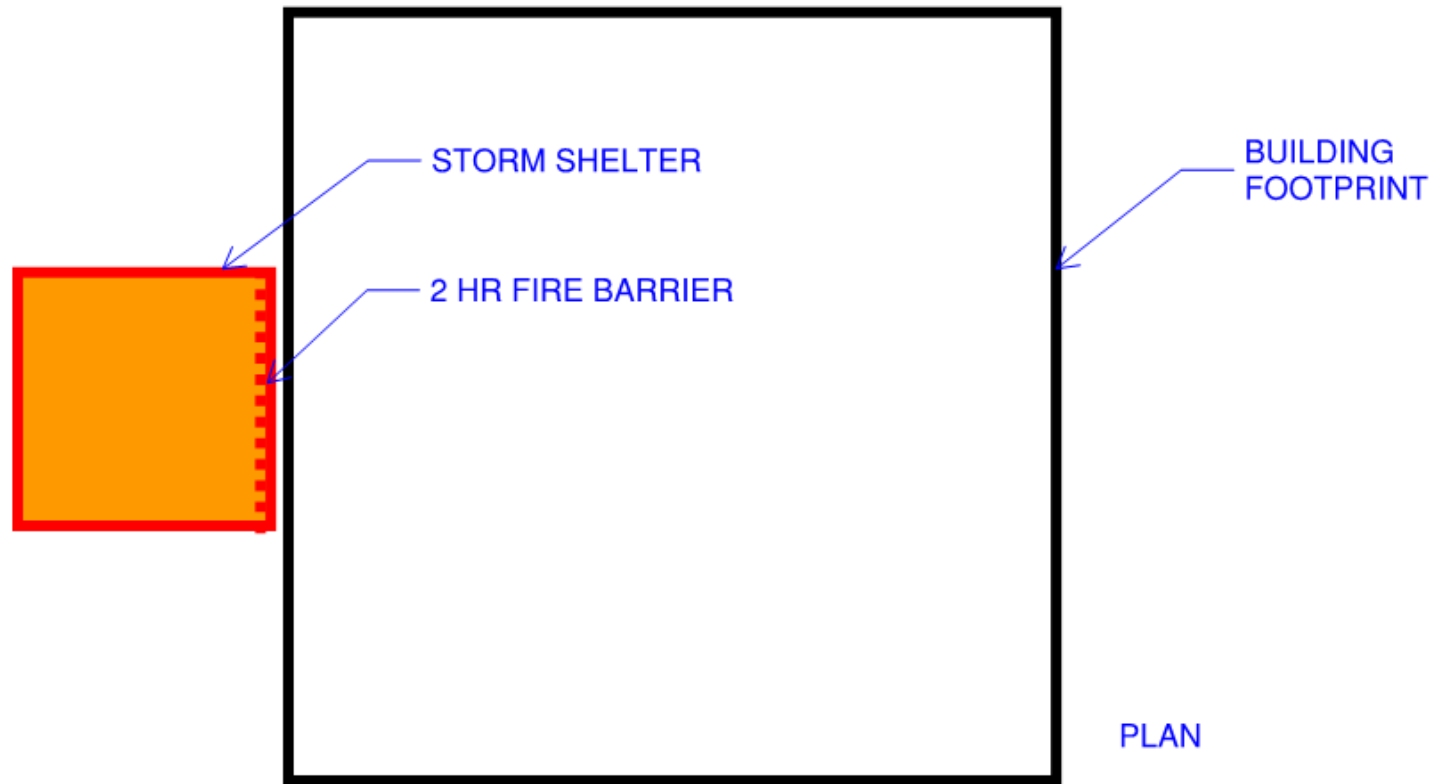 STORM SHELTER
BUILDING
FOOTPRINT
2 HR FIRE BARRIER
PLAN